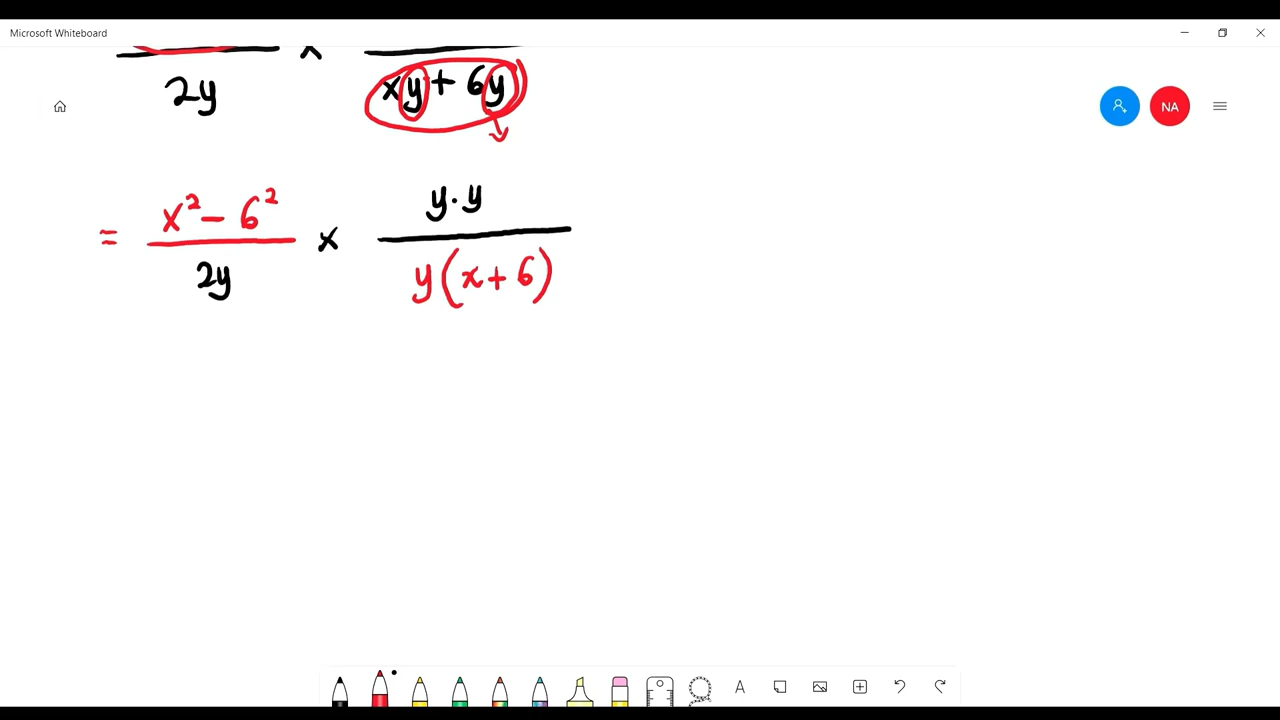 Microsoft Whiteboard
×
2y xy + 6y
NA
= x² - 6² × y·y
2y y(x + 6)
A